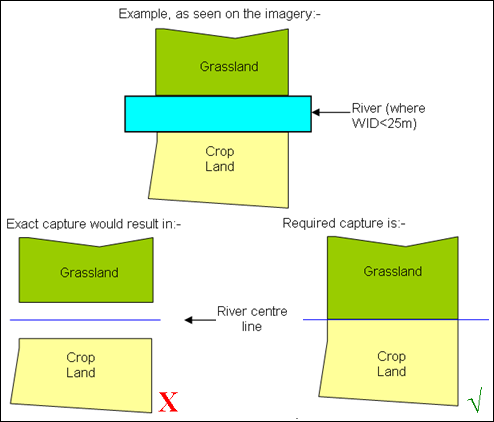 Example, as seen on the imagery:-
Grassland
River (where
WID<25m)
Crop
Land
Exact capture would result in:-
Required capture is:-
Grassland
Grassland
River centre
line
Crop
Land
Crop
Land
X
√